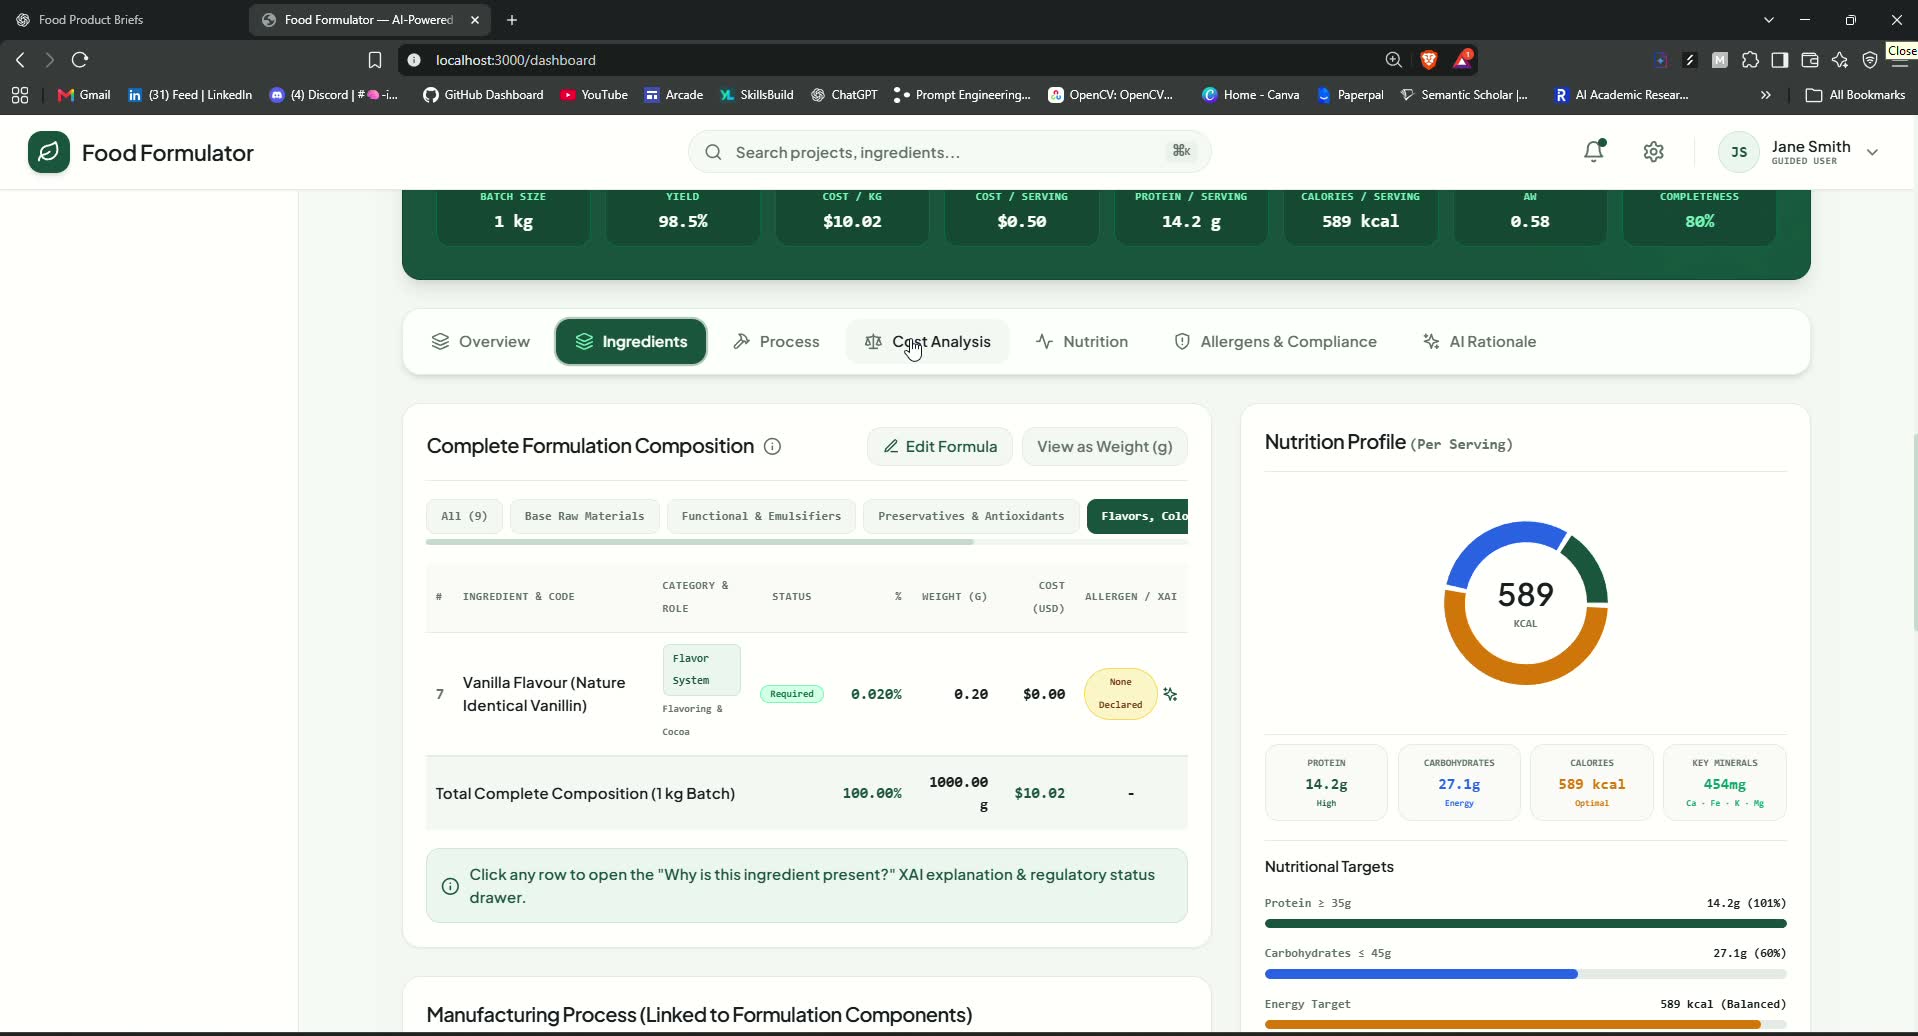 Food Product Briefs
Food Formulator — AI-Powered
Close
localhost:3000/dashboard
1
M
Gmail
(31) Feed | LinkedIn
(4) Discord | #🧠-i...
GitHub Dashboard
YouTube
Arcade
SkillsBuild
ChatGPT
Prompt Engineering...
OpenCV: OpenCV...
Home - Canva
Paperpal
Semantic Scholar |...
AI Academic Resear...
All Bookmarks
Food Formulator
Search projects, ingredients...
⌘K
JS
Jane Smith
GUIDED USER
BATCH SIZE
1 kg
YIELD
98.5%
COST / KG
$10.02
COST / SERVING
$0.50
PROTEIN / SERVING
14.2 g
CALORIES / SERVING
589 kcal
AW
0.58
COMPLETENESS
80%
Overview
Ingredients
Process
Cost Analysis
Nutrition
Allergens & Compliance
AI Rationale
Complete Formulation Composition
Edit Formula
View as Weight (g)
All (9)
Base Raw Materials
Functional & Emulsifiers
Preservatives & Antioxidants
Flavors, Colo
#
INGREDIENT & CODE
CATEGORY &
ROLE
STATUS
%
WEIGHT (G)
COST
(USD)
ALLERGEN / XAI
7
Vanilla Flavour (Nature
Identical Vanillin)
Flavor
System
Flavoring &
Cocoa
Required
0.020%
0.20
$0.00
None
Declared
Total Complete Composition (1 kg Batch)
100.00%
1000.00
g
$10.02
-
Click any row to open the "Why is this ingredient present?" XAI explanation & regulatory status
drawer.
Manufacturing Process (Linked to Formulation Components)
Nutrition Profile (Per Serving)
589
KCAL
PROTEIN
14.2g
High
CARBOHYDRATES
27.1g
Energy
CALORIES
589 kcal
Optimal
KEY MINERALS
454mg
Ca · Fe · K · Mg
Nutritional Targets
Protein ≥ 35g
14.2g (101%)
Carbohydrates ≤ 45g
27.1g (60%)
Energy Target
589 kcal (Balanced)